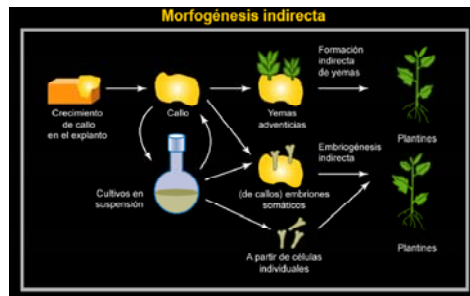 Morfogénesis indirecta
Formación
indirecta
de yemas
Crecimiento
de callo
en el explanto
Callo
Yemas
adventicias
Plantines
Embriogénesis
indirecta
Cultivos en
suspensión
(de callos) embriones
somáticos
Plantines
A partir de células
individuales